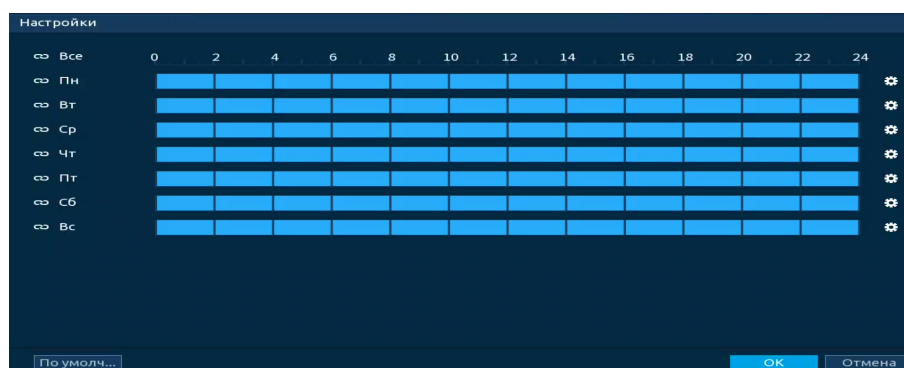 Настройки
Все 0 2 4 6 8 10 12 14 16 18 20 22 24
Пн
Вт
Ср
Чт
Пт
Сб
Вс
По умолч... OK Отмена